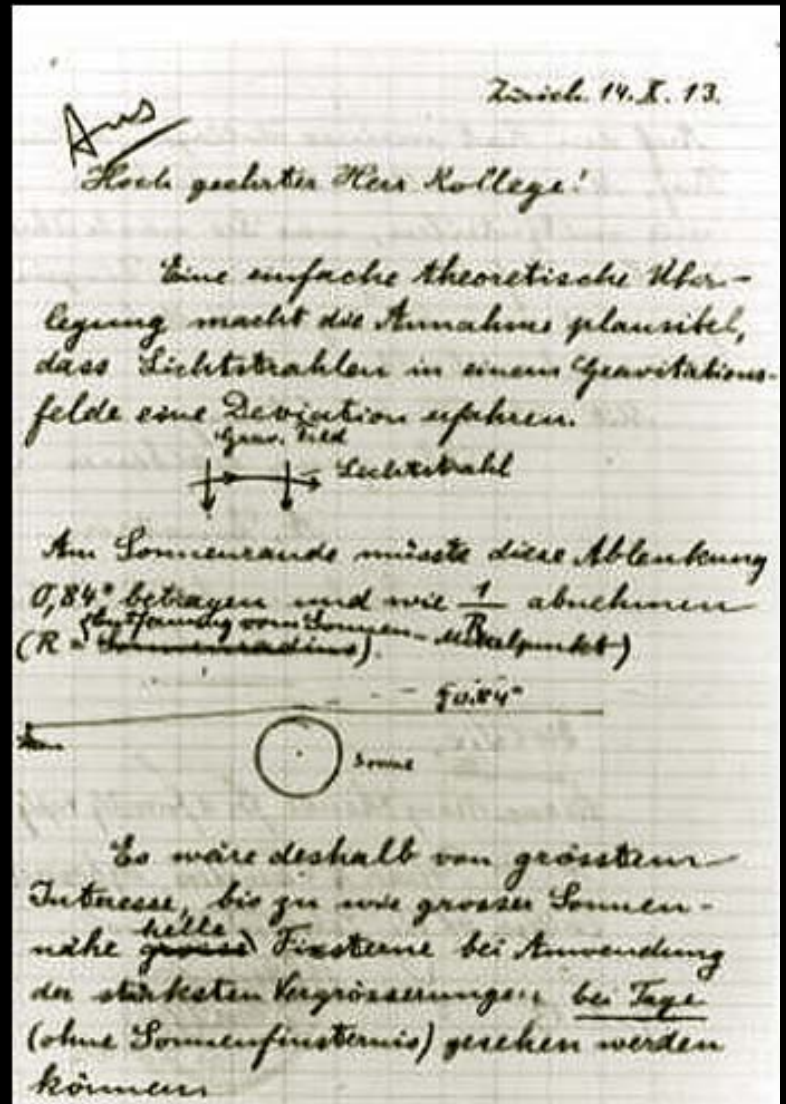 Zürich. 14. X. 13.
Aus
Hoch geehrter Herr Kollege!
Eine einfache theoretische Über-
legung macht die Annahme plausibel,
dass Lichtstrahlen in einem Gravitations-
felde eine Deviation erfahren.
Grav. Feld
Lichtstrahl
Am Sonnenrande müsste diese Ablenkung
0,84" betragen und wie 1/R abnehmen
Entfernung vom Sonnen-Mittelpunkt)
(R = Sonnenradius).
0.84"
Stern
Sonne
Es wäre deshalb von grösstem
Interesse, bis zu wie grosser Sonnen-
helle
nähe grosse Fixsterne bei Anwendung
der stärksten Vergrösserungen bei Tage
(ohne Sonnenfinsternis) gesehen werden
können.